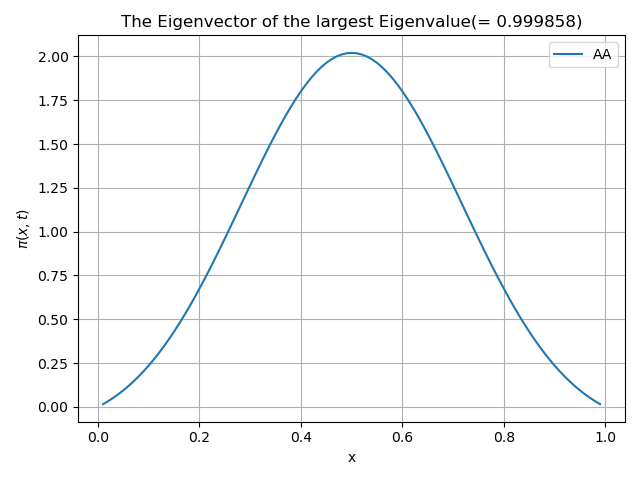 The Eigenvector of the largest Eigenvalue(= 0.999858)
AA
2.00
1.75
1.50
1.25
1.00
0.75
0.50
0.25
0.00
π(x, t)
0.0 0.2 0.4 0.6 0.8 1.0
x